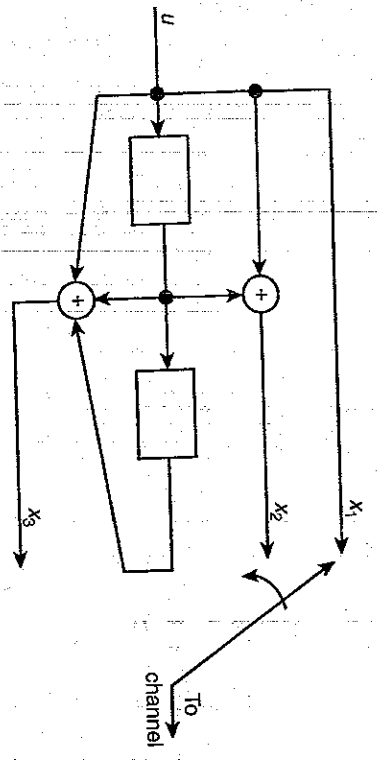 u
+
+
x₁
x₂
x₃
To
channel